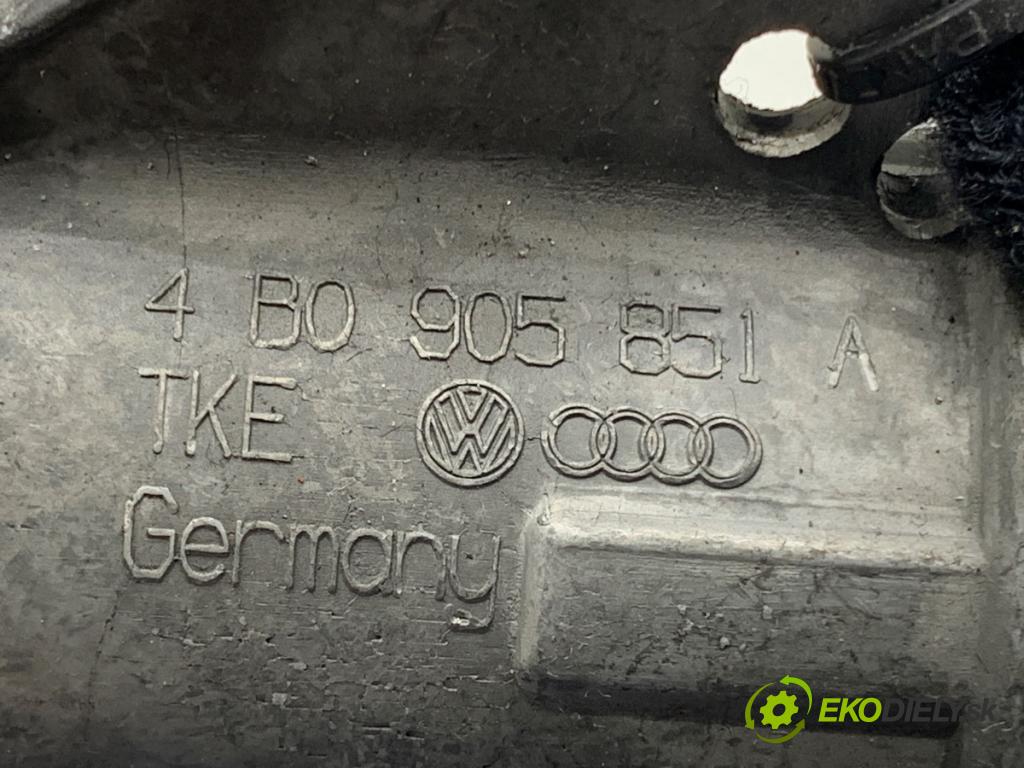 4 B0 905 851 A
TKE
Germany
EKODIELY.SK